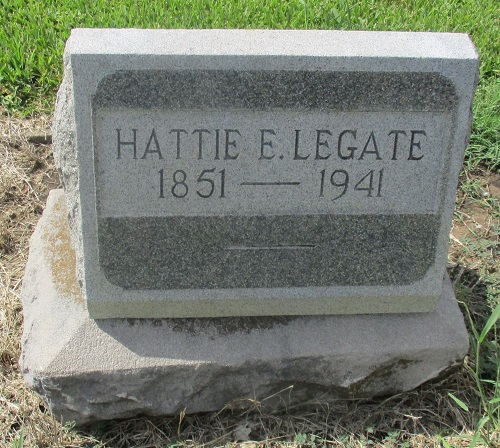 HATTIE E. LEGATE
1851 — 1941